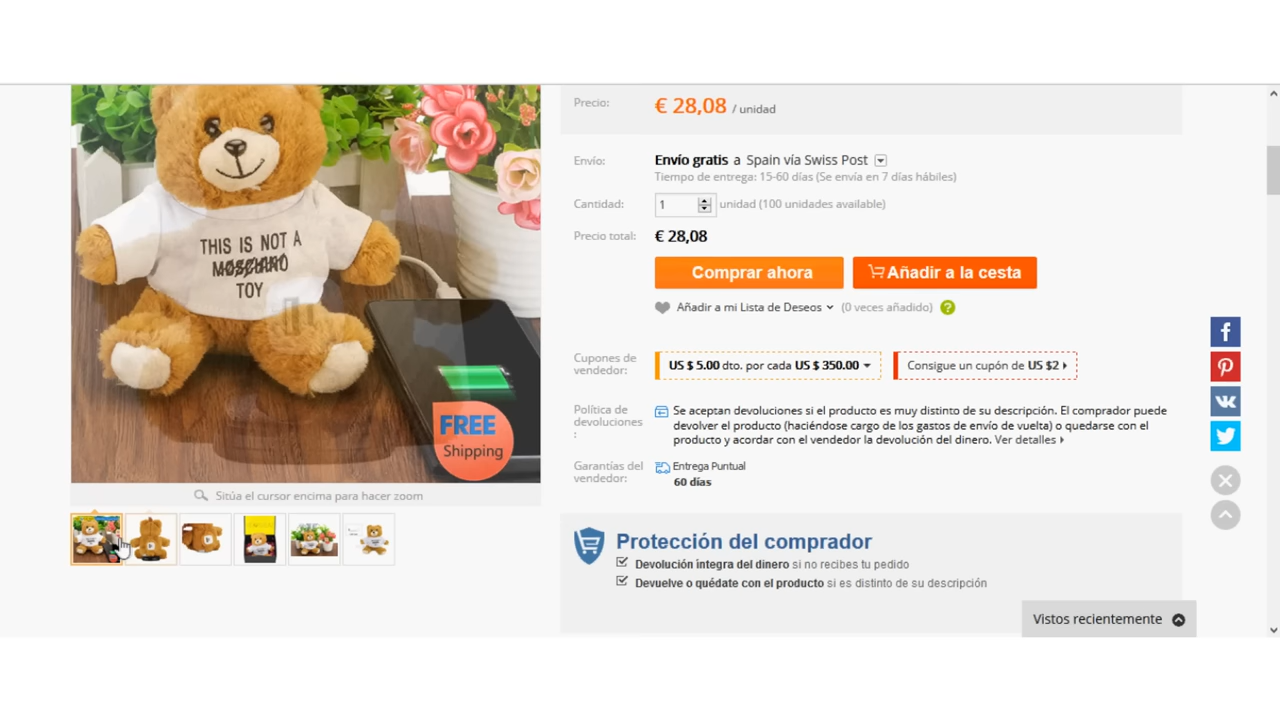 THIS IS NOT A
MOSCHINO
TOY
FREE
Shipping
Sitúa el cursor encima para hacer zoom
Precio: € 28,08 / unidad
Envío: Envío gratis a Spain vía Swiss Post
Tiempo de entrega: 15-60 días (Se envía en 7 días hábiles)
Cantidad: 1 unidad (100 unidades available)
Precio total: € 28,08
Comprar ahora Añadir a la cesta
Añadir a mi Lista de Deseos (0 veces añadido) ?
Cupones de
vendedor:
US $ 5.00 dto. por cada US $ 350.00 Consigue un cupón de US $2
Política de
devoluciones
:
Se aceptan devoluciones si el producto es muy distinto de su descripción. El comprador puede
devolver el producto (haciéndose cargo de los gastos de envío de vuelta) o quedarse con el
producto y acordar con el vendedor la devolución del dinero. Ver detalles
Garantías del
vendedor:
Entrega Puntual
60 días
Protección del comprador
Devolución íntegra del dinero si no recibes tu pedido
Devuelve o quédate con el producto si es distinto de su descripción
Vistos recientemente